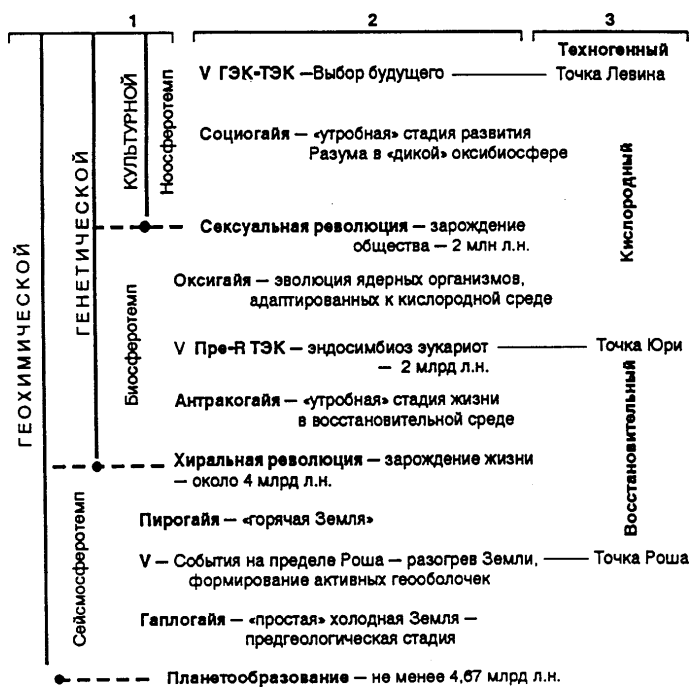 1 2 3
Техногенный
V ГЭК-ТЭК — Выбор будущего Точка Левина
Социогайя — «утробная» стадия развития
Разума в «дикой» оксибиосфере
Сексуальная революция — зарождение
общества — 2 млн л.н.
Оксигайя — эволюция ядерных организмов,
адаптированных к кислородной среде
V Пре-R ТЭК — эндосимбиоз эукариот Точка Юри
— 2 млрд л.н.
Антракогайя — «утробная» стадия жизни
в восстановительной среде
Хиральная революция — зарождение жизни
— около 4 млрд л.н.
Пирогайя — «горячая Земля»
V — События на пределе Роша — разогрев Земли, Точка Роша
формирование активных геооболочек
Гаплогайя — «простая» холодная Земля —
предгеологическая стадия
Планетообразование — не менее 4,67 млрд л.н.
ГЕОХИМИЧЕСКОЙ
ГЕНЕТИЧЕСКОЙ
КУЛЬТУРНОЙ
Ноосферотемп
Биосферотемп
Сейсмосферотемп
Кислородный
Восстановительный